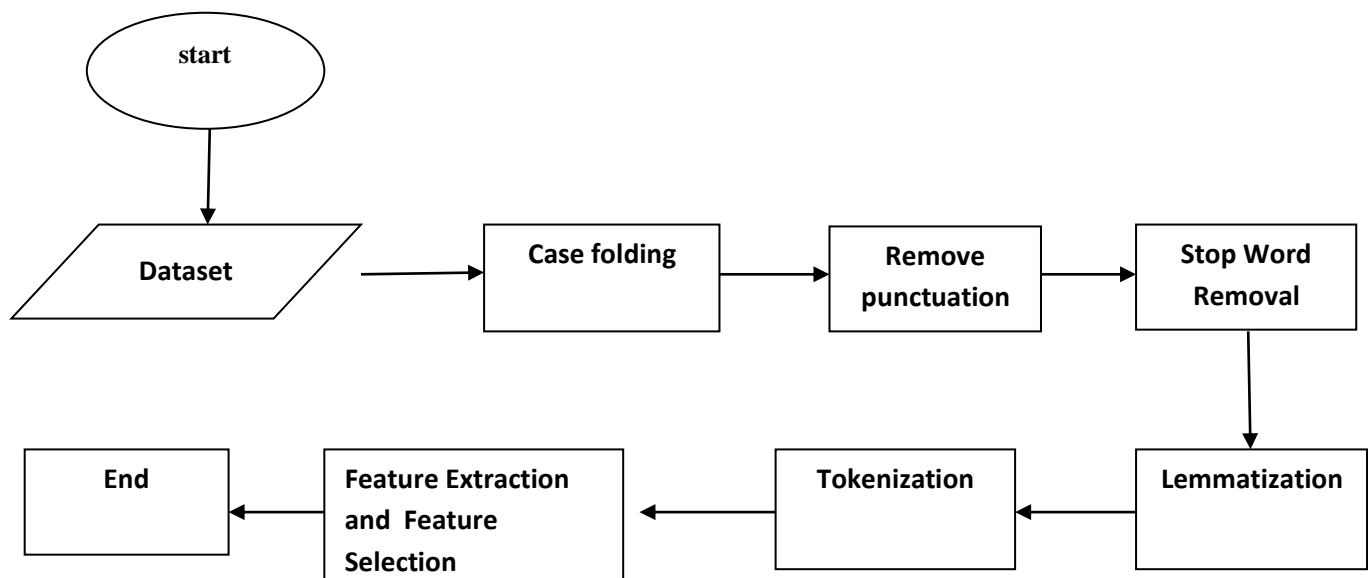 start
Dataset
Case folding
Remove
punctuation
Stop Word
Removal
Lemmatization
Tokenization
Feature Extraction
and Feature
Selection
End